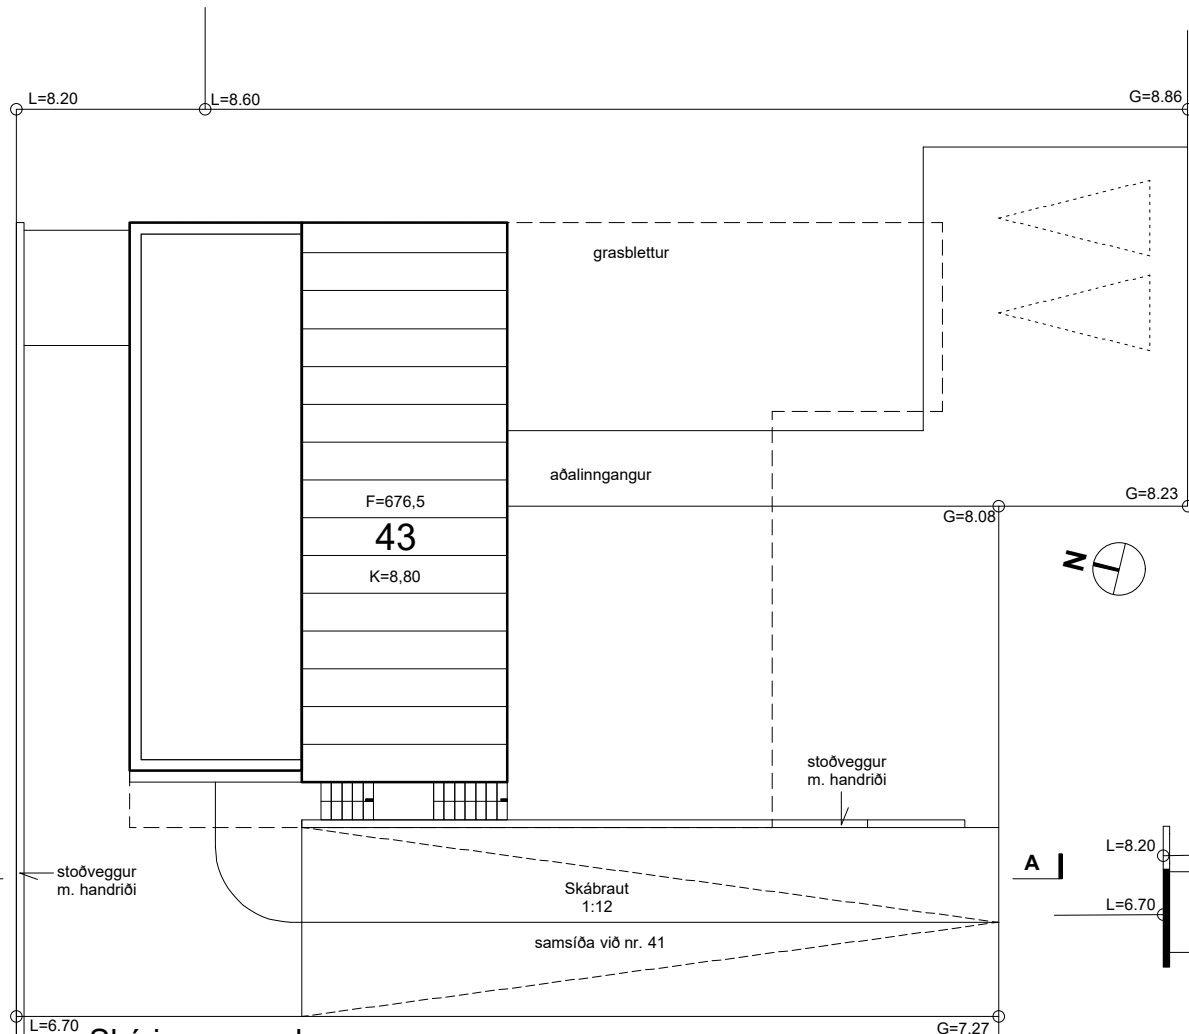 L=8.20
L=8.60
G=8.86
grasblettur
aðalinngangur
F=676,5
43
K=8,80
G=8.23
G=8.08
N
stoðveggur
m. handriði
stoðveggur
m. handriði
Skábraut
1:12
samsíða við nr. 41
A
L=8.20
L=6.70
L=6.70
G=7.27